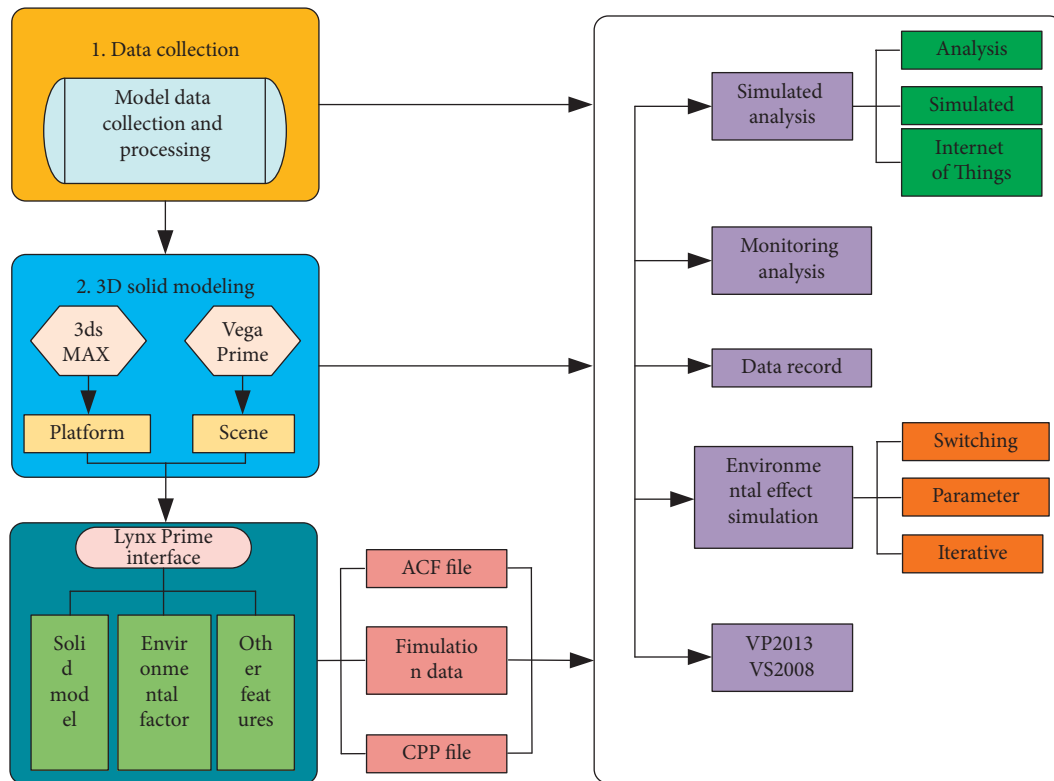 1. Data collection
Model data
collection and
processing
2. 3D solid modeling
3ds
MAX
Vega
Prime
Platform
Scene
Lynx Prime
interface
Soli
d
mod
el
Envir
onme
ntal
factor
Oth
er
feat
ures
ACF file
Fimulatio
n data
CPP file
Simulated
analysis
Analysis
Simulated
Internet
of Things
Monitoring
analysis
Data record
Environme
ntal effect
simulation
Switching
Parameter
Iterative
VP2013
VS2008